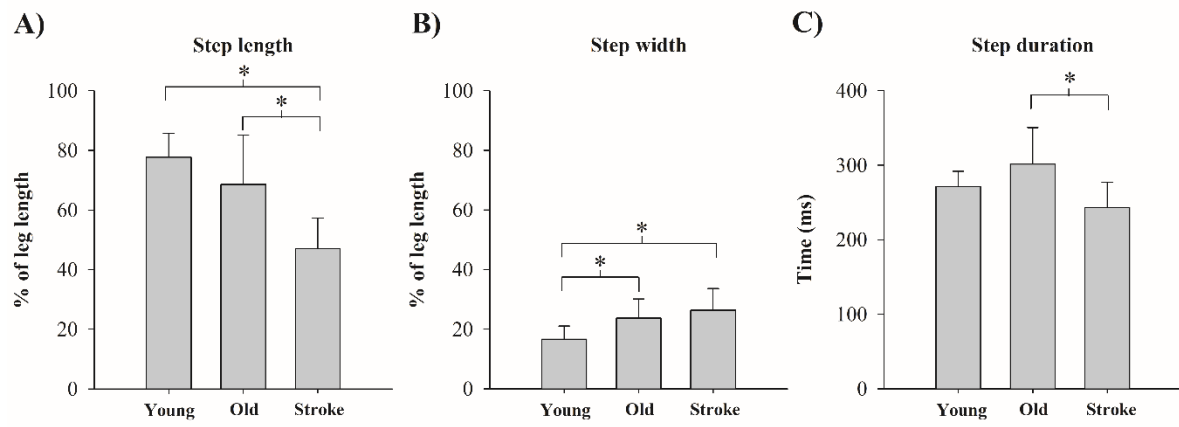 A)
Step length
*
*
100
80
60
40
20
0
% of leg length
Young Old Stroke
B)
Step width
*
*
100
80
60
40
20
0
% of leg length
Young Old Stroke
C)
Step duration
*
400
300
200
100
0
Time (ms)
Young Old Stroke